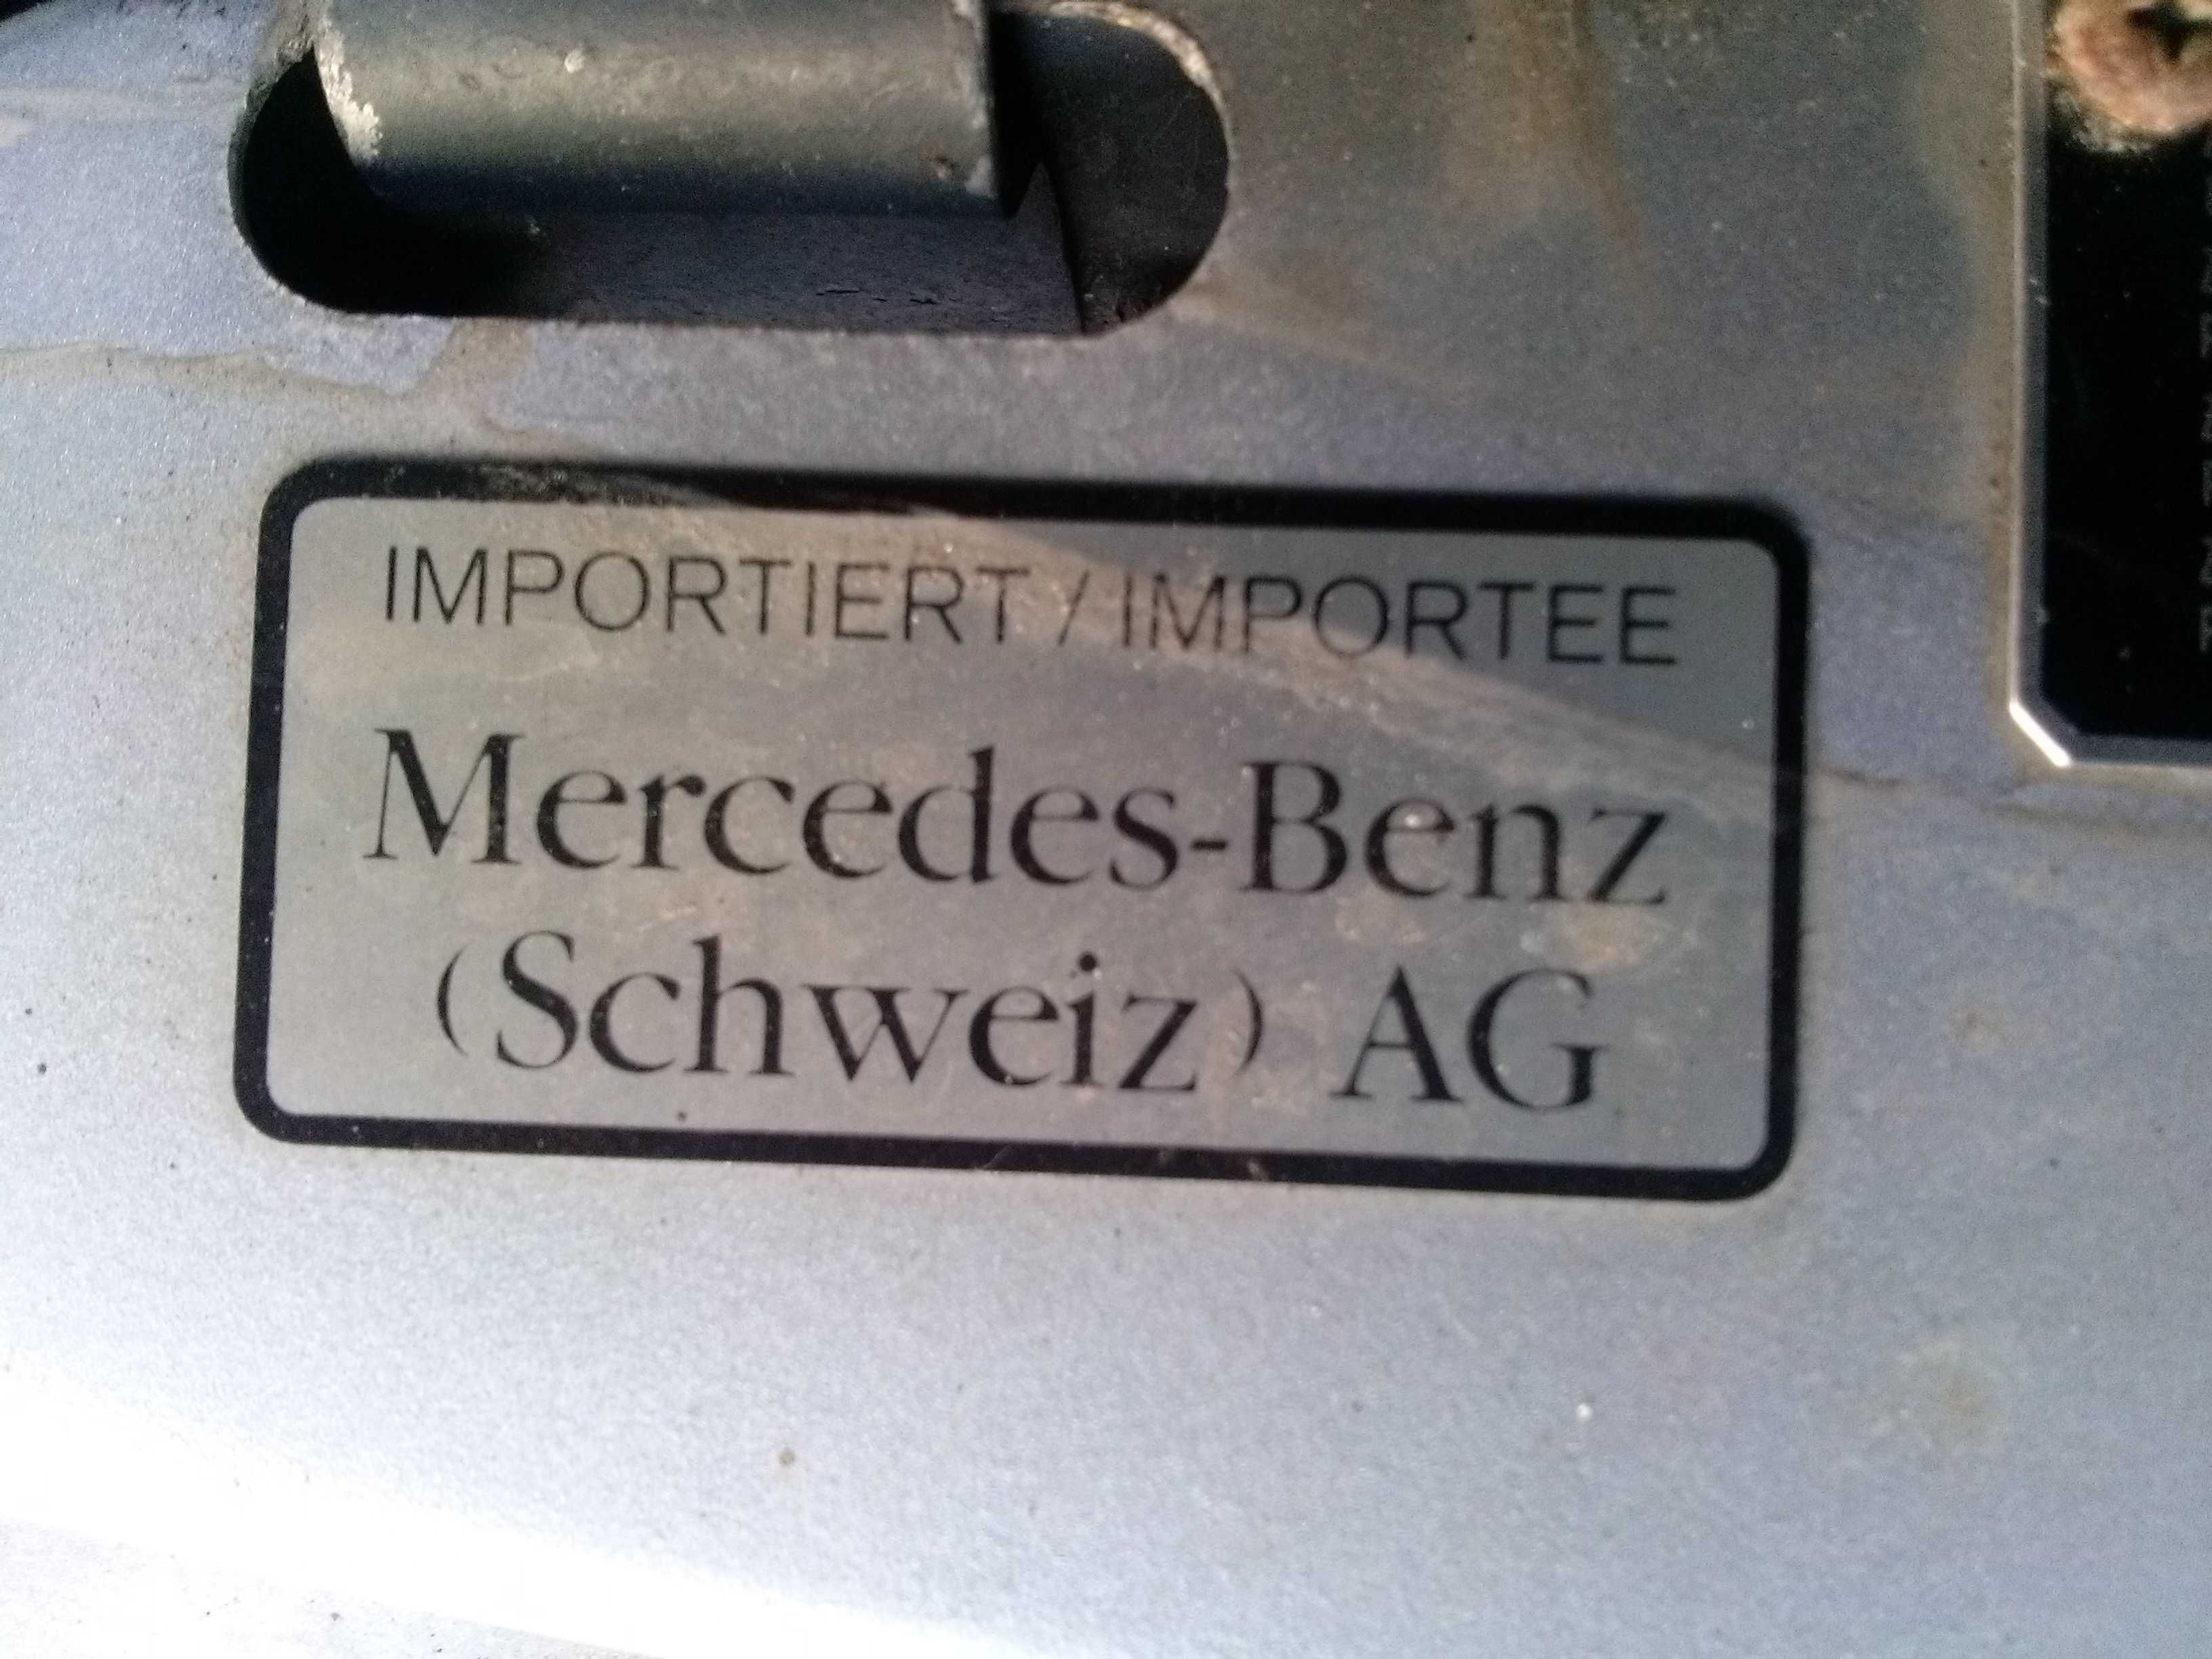 IMPORTIERT / IMPORTEE
Mercedes-Benz
(Schweiz) AG